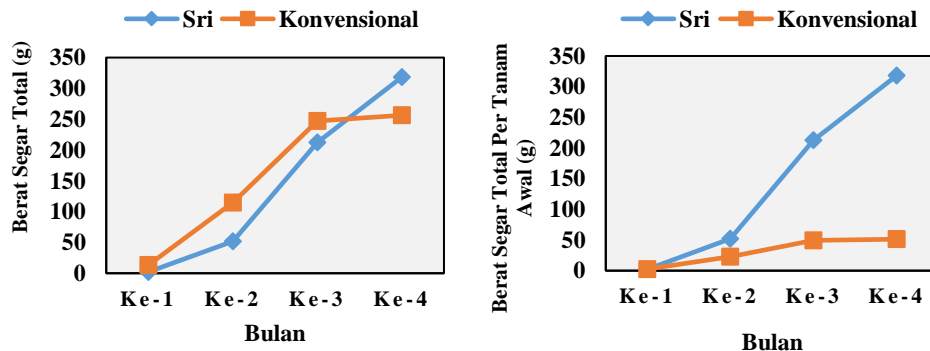 Sri Konvensional
Berat Segar Total (g)
350
300
250
200
150
100
50
0
Ke-1 Ke-2 Ke-3 Ke-4
Bulan
Sri Konvensional
Berat Segar Total Per Tanam
Awal (g)
350
300
250
200
150
100
50
0
Ke-1 Ke-2 Ke-3 Ke-4
Bulan